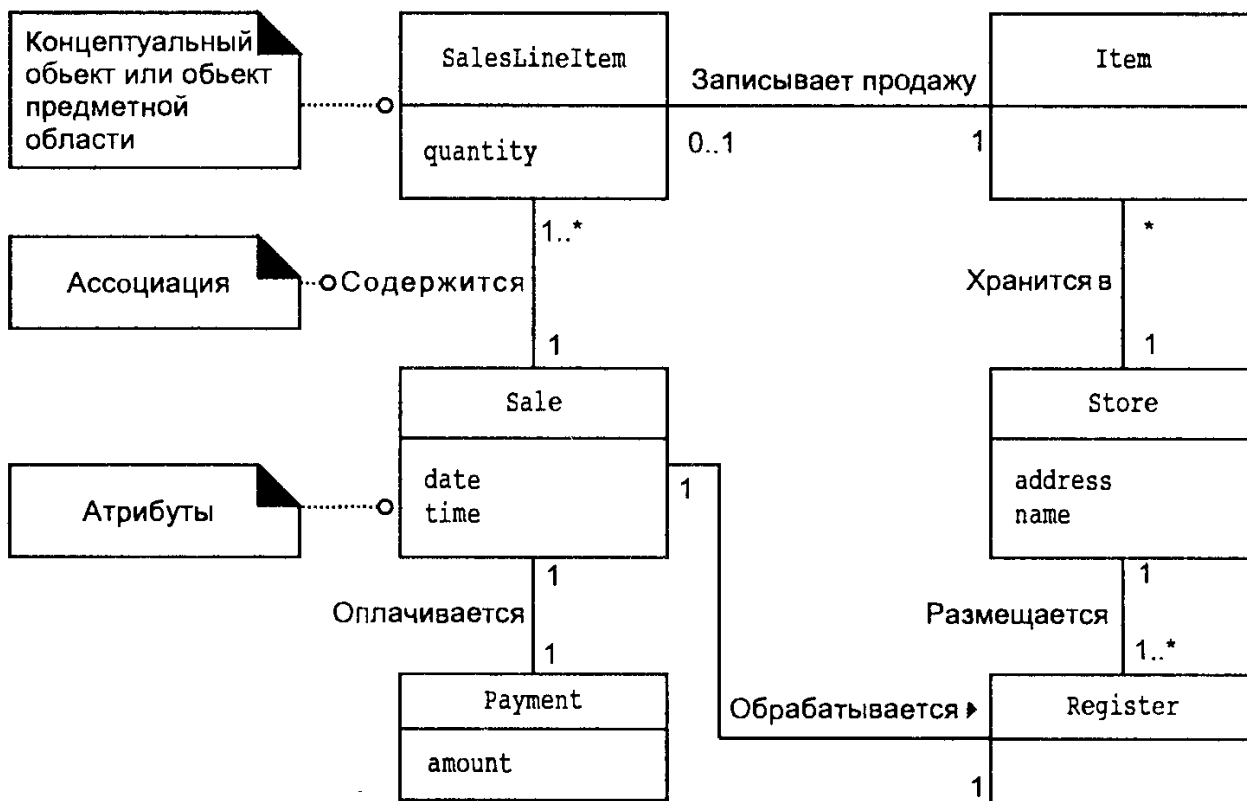 Концептуальный
обьект или обьект
предметной
области
SalesLineItem
quantity
Записывает продажу
0..1
1
Item
Ассоциация
1..*
Содержится
1
*
Хранится в
1
Атрибуты
Sale
date
time
1
Store
address
name
1
Оплачивается
1
1
Размещается
1..*
Payment
amount
Обрабатывается
1
Register